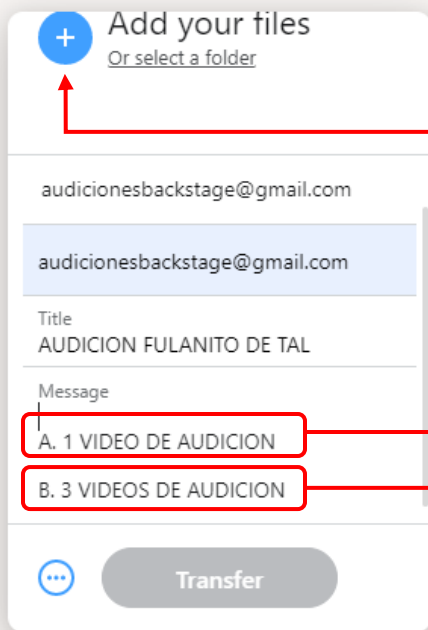 Add your files
Or select a folder
audicionesbackstage@gmail.com
audicionesbackstage@gmail.com
Title
AUDICION FULANITO DE TAL
Message
A. 1 VIDEO DE AUDICION
B. 3 VIDEOS DE AUDICION
Transfer